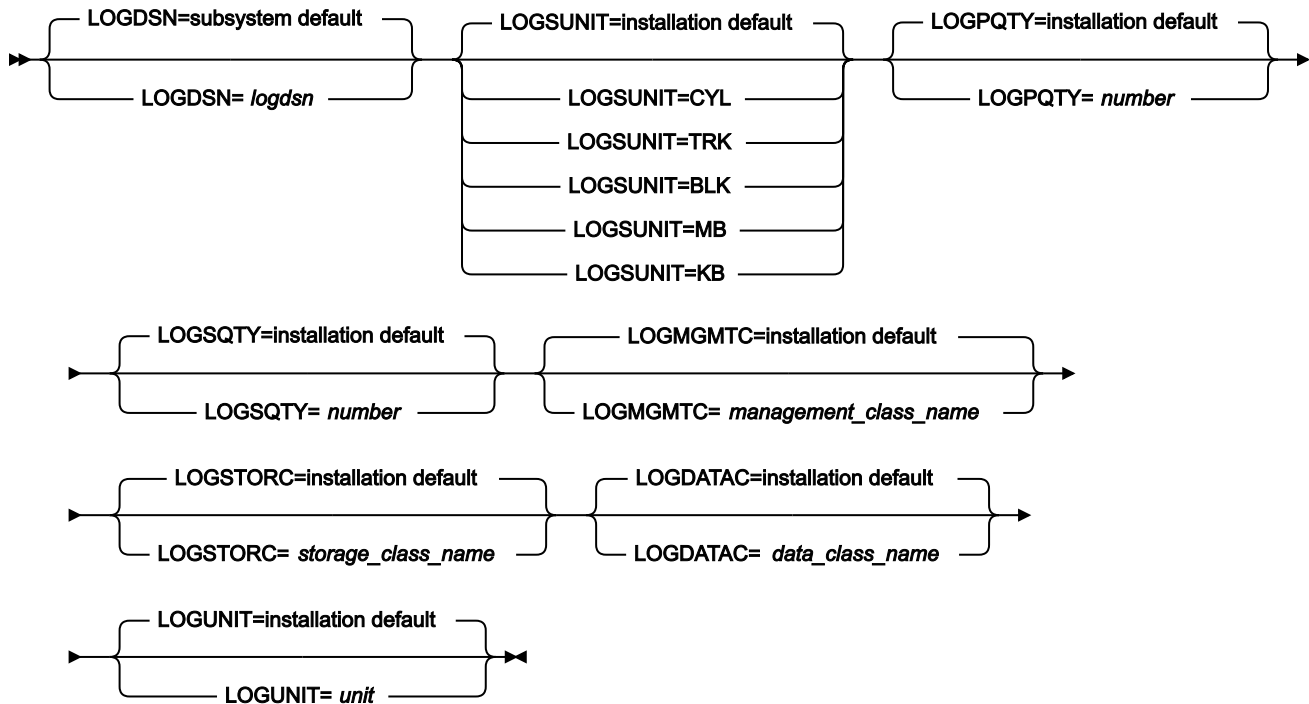 LOGDSN=subsystem default
LOGDSN= logdsn
LOGSUNIT=installation default
LOGSUNIT=CYL
LOGSUNIT=TRK
LOGSUNIT=BLK
LOGSUNIT=MB
LOGSUNIT=KB
LOGPQTY=installation default
LOGPQTY= number
LOGSQTY=installation default
LOGSQTY= number
LOGMGMTC=installation default
LOGMGMTC= management_class_name
LOGSTORC=installation default
LOGSTORC= storage_class_name
LOGDATAC=installation default
LOGDATAC= data_class_name
LOGUNIT=installation default
LOGUNIT= unit